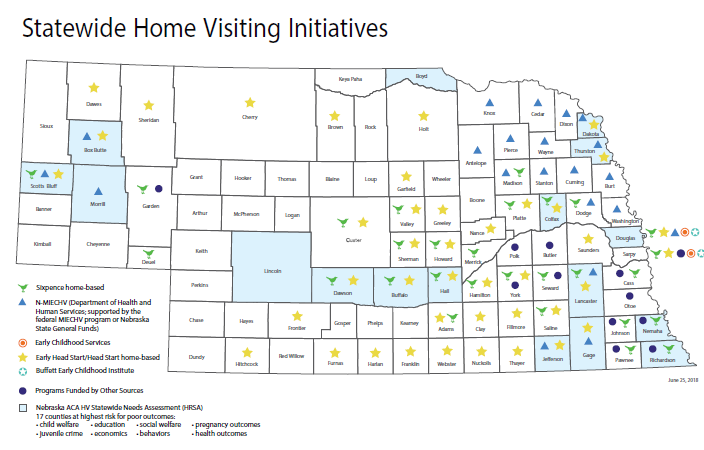 Statewide Home Visiting Initiatives
Keya Paha
Boyd
Dawes
Sheridan
Cherry
Brown
Rock
Holt
Knox
Cedar
Dixon
Dakota
Sioux
Box Butte
Antelope
Pierce
Wayne
Thurston
Scotts Bluff
Morrill
Garden
Grant
Hooker
Thomas
Blaine
Loup
Garfield
Wheeler
Madison
Stanton
Cuming
Burt
Banner
Arthur
McPherson
Logan
Custer
Valley
Greeley
Boone
Platte
Colfax
Dodge
Washington
Kimball
Cheyenne
Deuel
Keith
Lincoln
Sherman
Howard
Nance
Merrick
Polk
Butler
Saunders
Douglas
Sarpy
Perkins
Dawson
Buffalo
Hall
Hamilton
York
Seward
Lancaster
Cass
Otoe
Chase
Hayes
Frontier
Gosper
Phelps
Kearney
Adams
Clay
Fillmore
Saline
Johnson
Nemaha
Dundy
Hitchcock
Red Willow
Furnas
Harlan
Franklin
Webster
Nuckolls
Thayer
Jefferson
Gage
Pawnee
Richardson
June 25, 2018
Sixpence home-based
N-MIECHV (Department of Health and
Human Services; supported by the
federal MIECHV program or Nebraska
State General Funds)
Early Childhood Services
Early Head Start/Head Start home-based
Buffett Early Childhood Institute
Programs Funded by Other Sources
Nebraska ACA HV Statewide Needs Assessment (HRSA)
17 counties at highest risk for poor outcomes:
• child welfare • education • social welfare • pregnancy outcomes
• juvenile crime • economics • behaviors • health outcomes